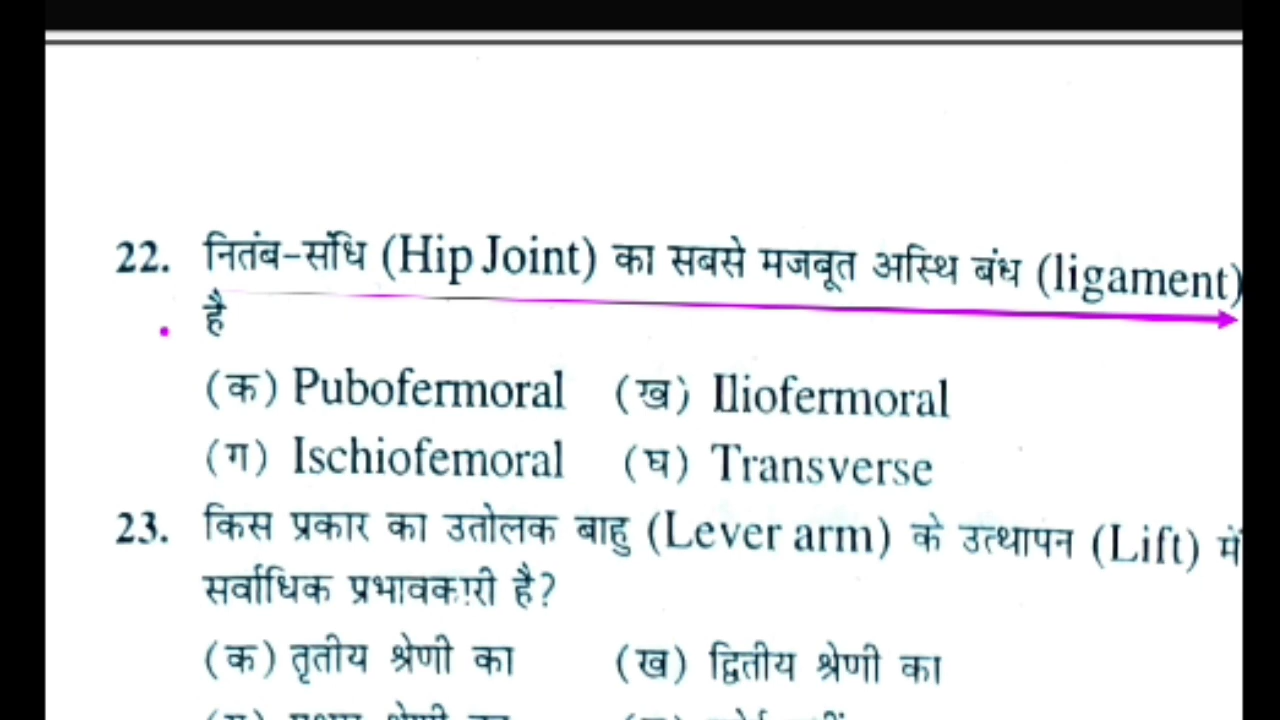 22. नितंब-संधि (Hip Joint) का सबसे मजबूत अस्थि बंध (ligament)
है
(क) Pubofermoral (ख) Iliofermoral
(ग) Ischiofemoral (घ) Transverse
23. किस प्रकार का उतोलक बाहु (Lever arm) के उत्थापन (Lift) में
सर्वाधिक प्रभावकारी है?
(क) तृतीय श्रेणी का (ख) द्वितीय श्रेणी का